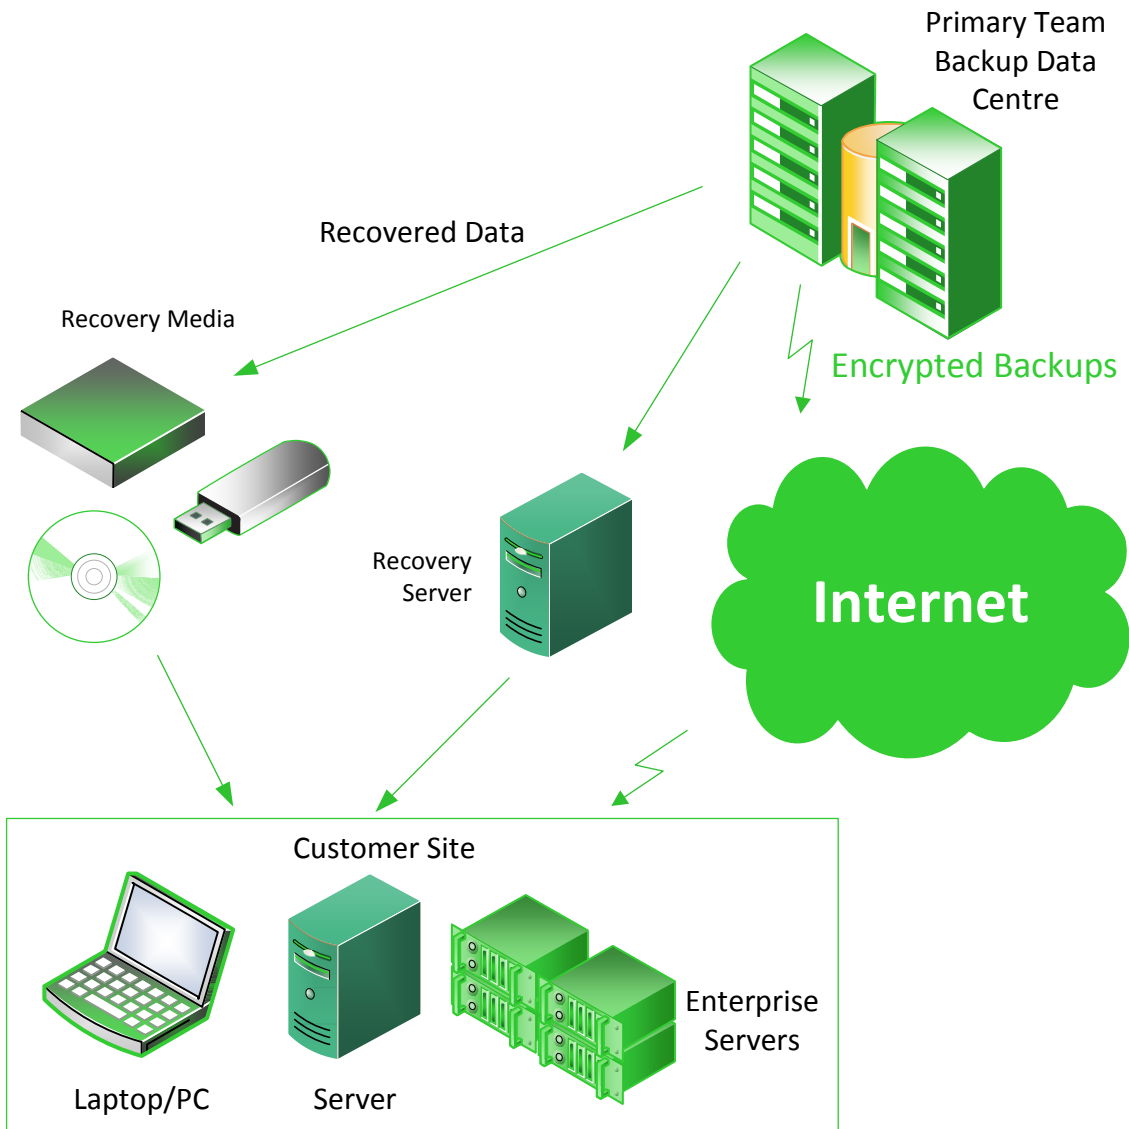 Primary Team
Backup Data
Centre
Recovered Data
Recovery Media
Encrypted Backups
Recovery
Server
Internet
Customer Site
Enterprise
Servers
Laptop/PC
Server